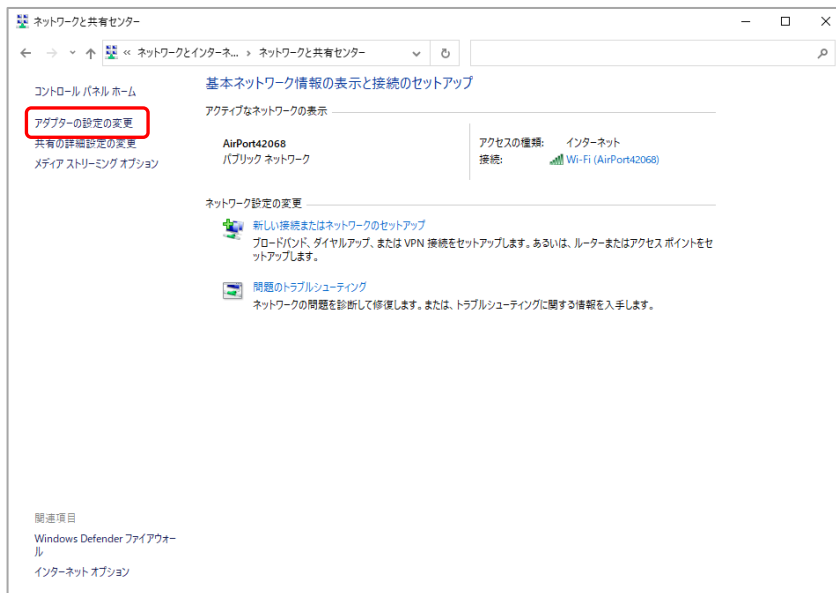 ネットワークと共有センター
« ネットワークとインターネ... › ネットワークと共有センター
コントロール パネル ホーム
アダプターの設定の変更
共有の詳細設定の変更
メディア ストリーミング オプション
基本ネットワーク情報の表示と接続のセットアップ
アクティブなネットワークの表示
AirPort42068
パブリック ネットワーク
アクセスの種類: インターネット
接続: Wi-Fi (AirPort42068)
ネットワーク設定の変更
新しい接続またはネットワークのセットアップ
ブロードバンド、ダイヤルアップ、または VPN 接続をセットアップします。あるいは、ルーターまたはアクセス ポイントをセ
ットアップします。
問題のトラブルシューティング
ネットワークの問題を診断して修復します。または、トラブルシューティングに関する情報を入手します。
関連項目
Windows Defender ファイアウォー
ル
インターネット オプション